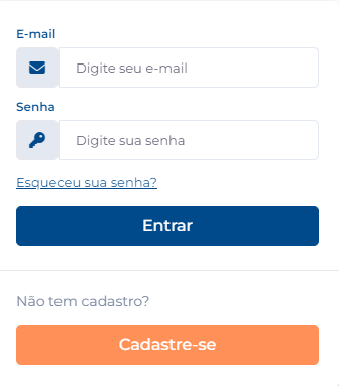 E-mail
Digite seu e-mail
Senha
Digite sua senha
Esqueceu sua senha?
Entrar
Não tem cadastro?
Cadastre-se